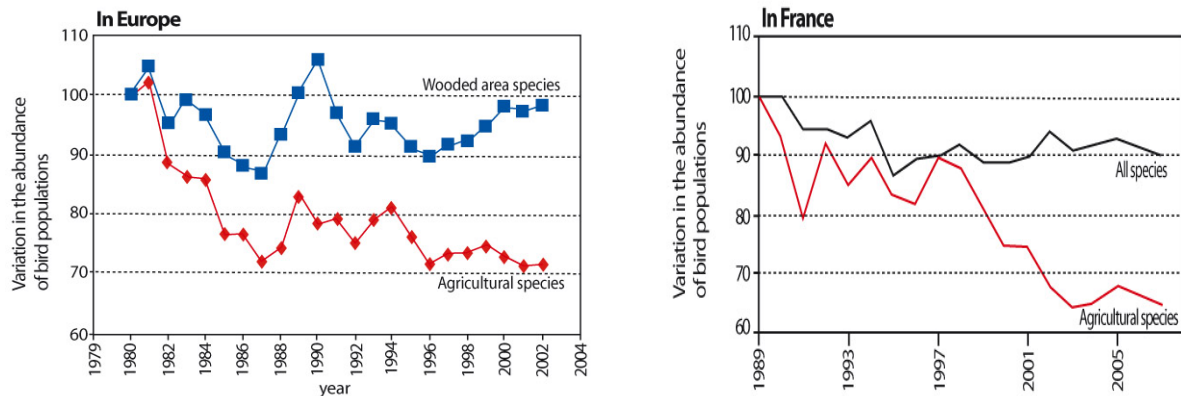 In Europe
Variation in the abundance
of bird populations
110
100
90
80
70
60
Wooded area species
Agricultural species
1979
1980
1982
1984
1986
1988
1990
1992
1994
1996
1998
2000
2002
2004
year
In France
Variation in the abundance
of bird populations
110
100
90
80
70
60
All species
Agricultural species
1989
1993
1997
2001
2005